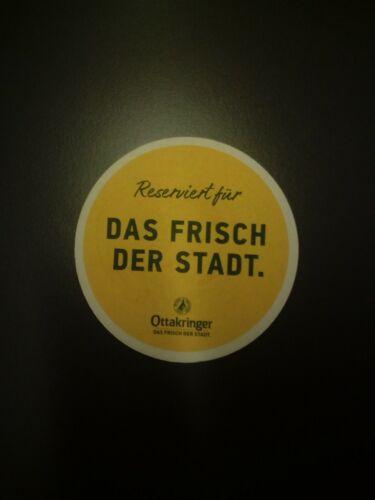 Reserviert für
DAS FRISCH
DER STADT.
Ottakringer
DAS FRISCH DER STADT.